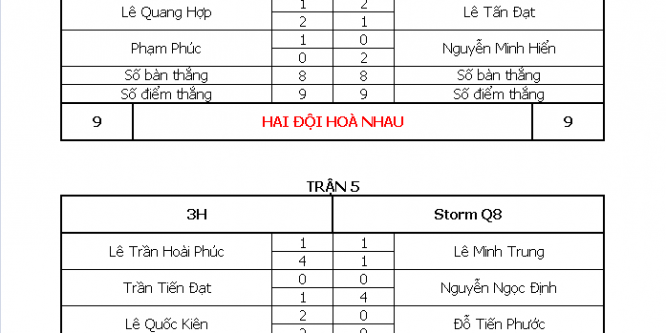 1 2
Lê Quang Hợp Lê Tấn Đạt
2 1
1 0
Phạm Phúc Nguyễn Minh Hiển
0 2
Số bàn thắng 8 8 Số bàn thắng
Số điểm thắng 9 9 Số điểm thắng
9 HAI ĐỘI HOÀ NHAU 9
TRẬN 5
3H Storm Q8
1 1
Lê Trần Hoài Phúc Lê Minh Trung
4 1
0 0
Trần Tiến Đạt Nguyễn Ngọc Định
1 4
2 0
Lê Quốc Kiên Đỗ Tiến Phước